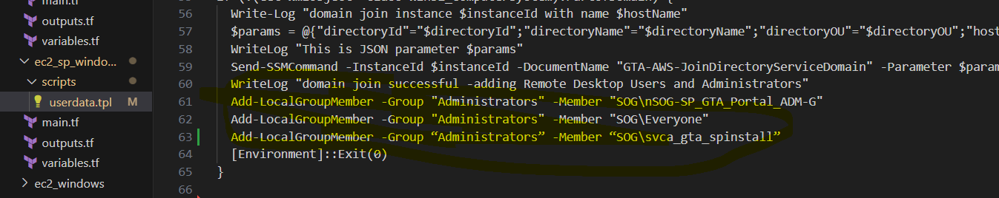 outputs.tf
variables.tf
ec2_sp_windo...
scripts
userdata.tpl M
main.tf
outputs.tf
variables.tf
ec2_windows
56 Write-Log "domain join instance $instanceId with name $hostName"
57 $params = @{"directoryId"="$directoryId";"directoryName"="$directoryName";"directoryOU"="$directoryOU";"host
58 WriteLog "This is JSON parameter $params"
59 Send-SSMCommand -InstanceId $instanceId -DocumentName "GTA-AWS-JoinDirectoryServiceDomain" -Parameter $param
60 WriteLog "domain join successful -adding Remote Desktop Users and Administrators"
61 Add-LocalGroupMember -Group "Administrators" -Member "SOG\nSOG-SP_GTA_Portal_ADM-G"
62 Add-LocalGroupMember -Group "Administrators" -Member "SOG\Everyone"
63 Add-LocalGroupMember -Group “Administrators” -Member “SOG\svca_gta_spinstall”
64 [Environment]::Exit(0)
65 }
66